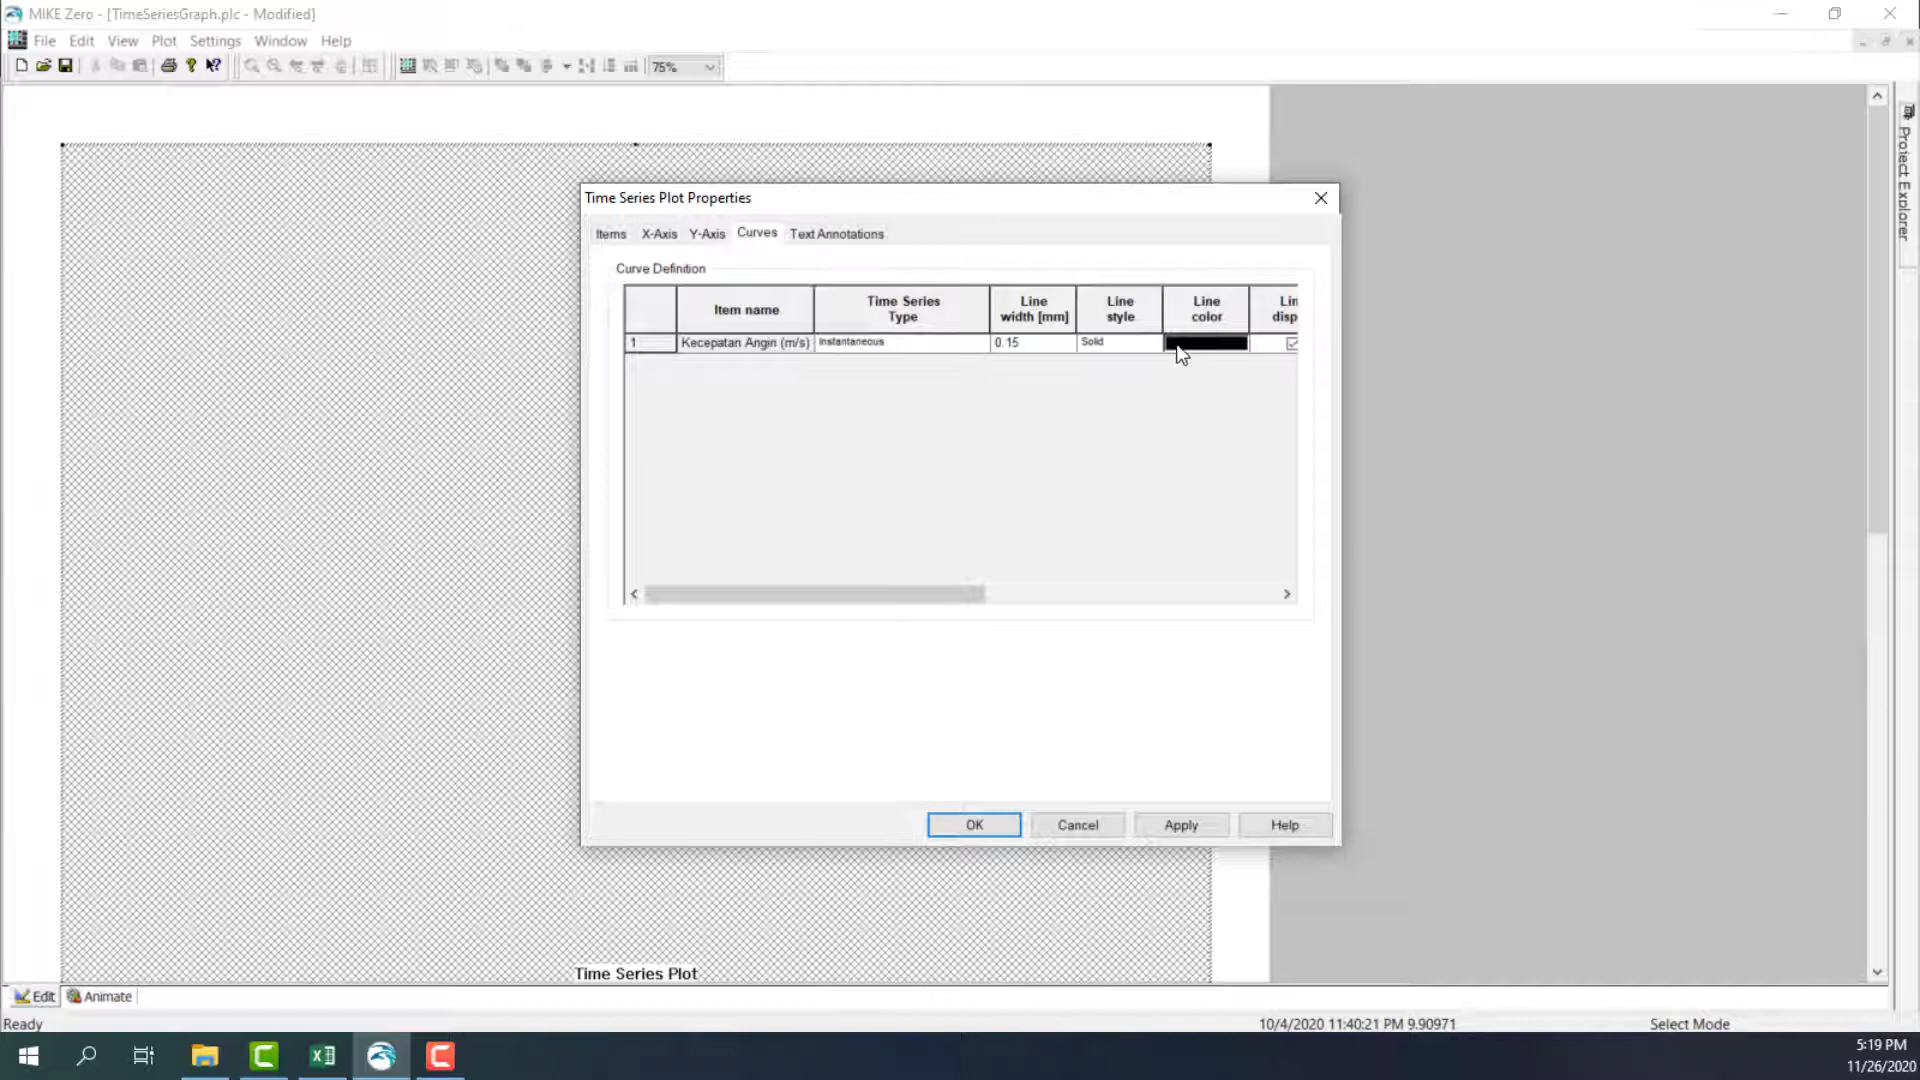 MIKE Zero - [TimeSeriesGraph.plc - Modified]
File Edit View Plot Settings Window Help
75%
Project Explorer
Time Series Plot Properties
Items X-Axis Y-Axis Curves Text Annotations
Curve Definition
Item name Time Series Type Line width [mm] Line style Line color Lin disp
1 Kecepatan Angin (m/s) Instantaneous 0.15 Solid
OK Cancel Apply Help
Time Series Plot
Edit Animate
Ready 10/4/2020 11:40:21 PM 9.90971 Select Mode
5:19 PM
11/26/2020